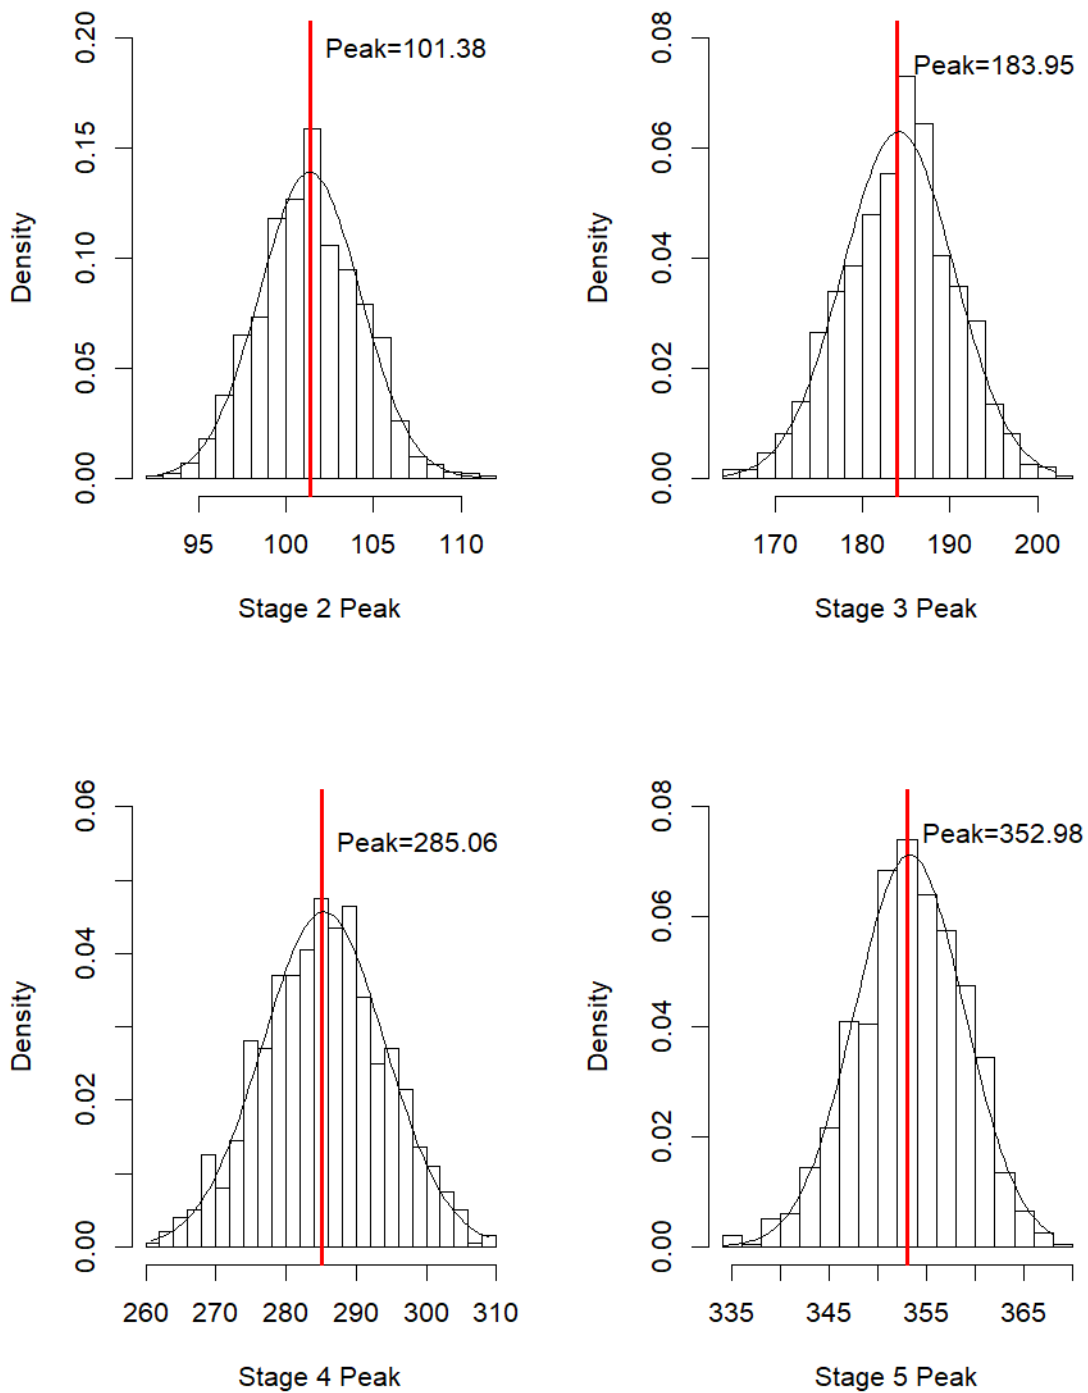 Peak=101.38
Density
0.00 0.05 0.10 0.15 0.20
95 100 105 110
Stage 2 Peak
Peak=183.95
Density
0.00 0.02 0.04 0.06 0.08
170 180 190 200
Stage 3 Peak
Peak=285.06
Density
0.00 0.02 0.04 0.06
260 270 280 290 300 310
Stage 4 Peak
Peak=352.98
Density
0.00 0.02 0.04 0.06 0.08
335 345 355 365
Stage 5 Peak